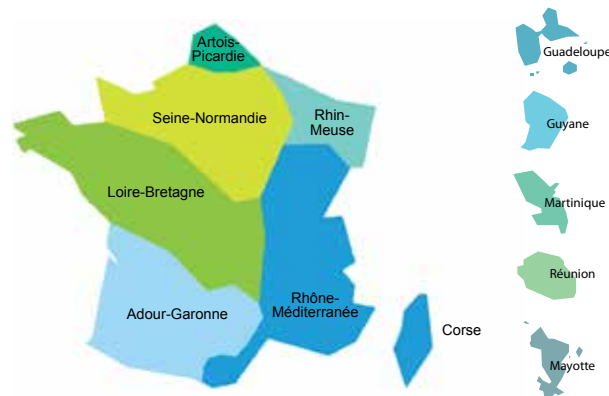 Artois-
Picardie
Seine-Normandie
Rhin-
Meuse
Loire-Bretagne
Adour-Garonne
Rhône-
Méditerranée
Corse
Guadeloupe
Guyane
Martinique
Réunion
Mayotte